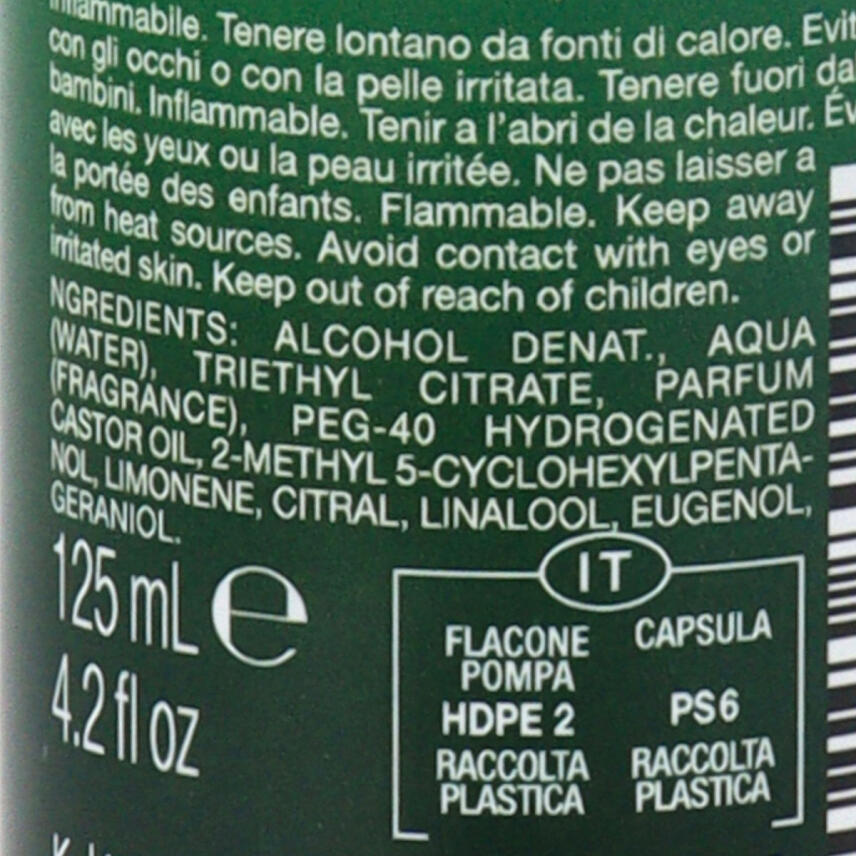 Tenere lontano da fonti di calore.
con gli occhi o con la pelle irritata. Tenere fuori
bambini. Inflammable. Tenir a l'abri de la chaleur.
avec les yeux ou la peau irritée. Ne pas laisser a
la portée des enfants. Flammable. Keep away
from heat sources. Avoid contact with eyes or
irritated skin. Keep out of reach of children.
NGREDIENTS: ALCOHOL DENAT., AQUA
(WATER), TRIETHYL CITRATE, PARFUM
(FRAGRANCE), PEG-40 HYDROGENATED
CASTOR OIL, 2-METHYL 5-CYCLOHEXYLPENTA-
NOL, LIMONENE, CITRAL, LINALOOL, EUGENOL,
GERANIOL.
125 mL e
4.2 fl oz
IT
FLACONE CAPSULA
POMPA
HDPE 2 PS6
RACCOLTA RACCOLTA
PLASTICA PLASTICA